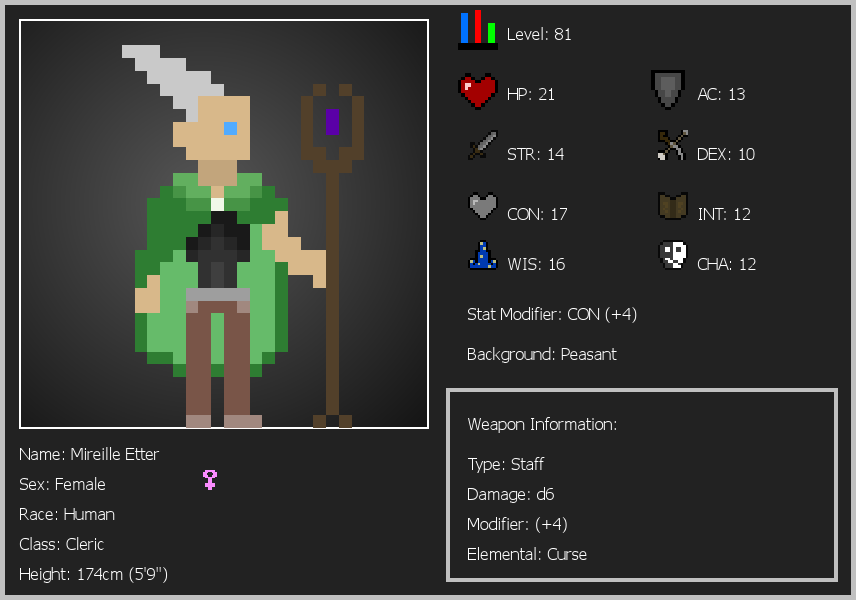 Level: 81
HP: 21
AC: 13
STR: 14
DEX: 10
CON: 17
INT: 12
WIS: 16
CHA: 12
Stat Modifier: CON (+4)
Background: Peasant
Weapon Information:
Type: Staff
Damage: d6
Modifier: (+4)
Elemental: Curse
Name: Mireille Etter
Sex: Female
Race: Human
Class: Cleric
Height: 174cm (5'9")